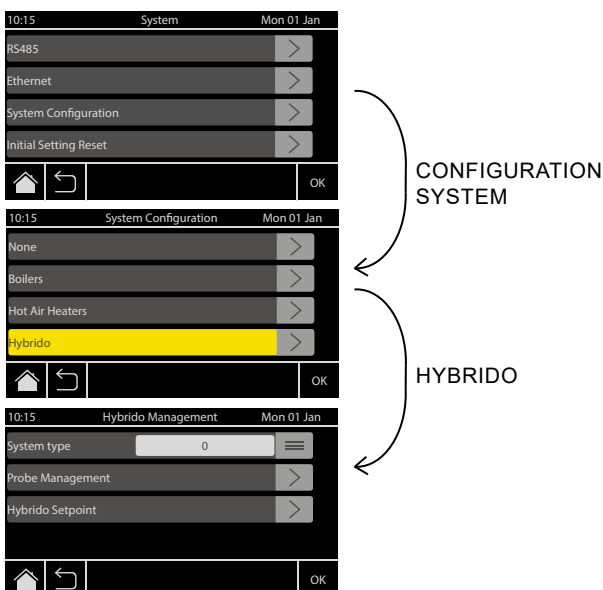 10:15 System Mon 01 Jan
RS485
Ethernet
System Configuration
Initial Setting Reset
OK
CONFIGURATION
SYSTEM
10:15 System Configuration Mon 01 Jan
None
Boilers
Hot Air Heaters
Hybrido
OK
HYBRIDO
10:15 Hybrido Management Mon 01 Jan
System type 0
Probe Management
Hybrido Setpoint
OK